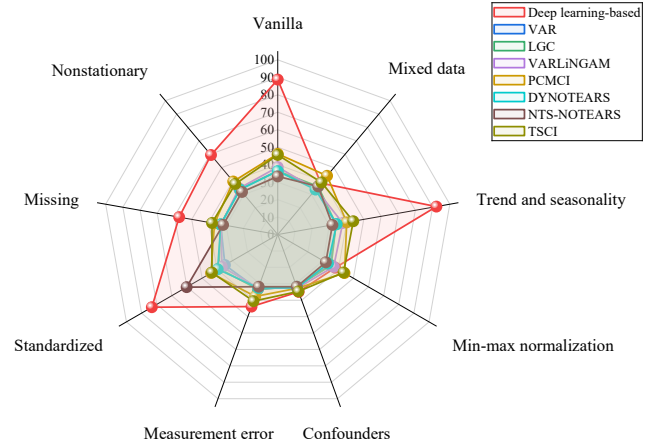 Vanilla
Mixed data
Trend and seasonality
Min-max normalization
Confounders
Measurement error
Standardized
Missing
Nonstationary
100
90
80
70
60
50
40
30
20
10
0
Deep learning-based
VAR
LGC
VARLiNGAM
PCMCI
DYNOTEARS
NTS-NOTEARS
TSCI